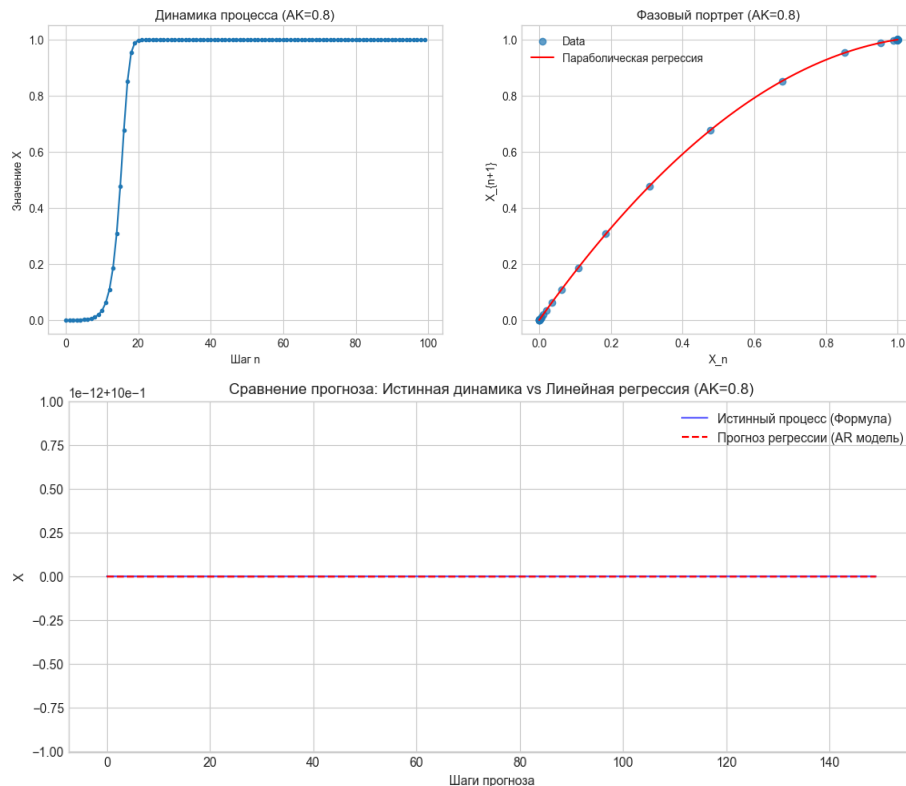 Динамика процесса (AK=0.8)
Значение X
1.0
0.8
0.6
0.4
0.2
0.0
0 20 40 60 80 100
Шаг n
Фазовый портрет (AK=0.8)
Data
Параболическая регрессия
X_{n+1}
1.0
0.8
0.6
0.4
0.2
0.0
0.0 0.2 0.4 0.6 0.8 1.0
X_n
Сравнение прогноза: Истинная динамика vs Линейная регрессия (AK=0.8)
1e−12+10e−1
Истинный процесс (Формула)
Прогноз регрессии (AR модель)
X
1.00
0.75
0.50
0.25
0.00
−0.25
−0.50
−0.75
−1.00
0 20 40 60 80 100 120 140
Шаги прогноза